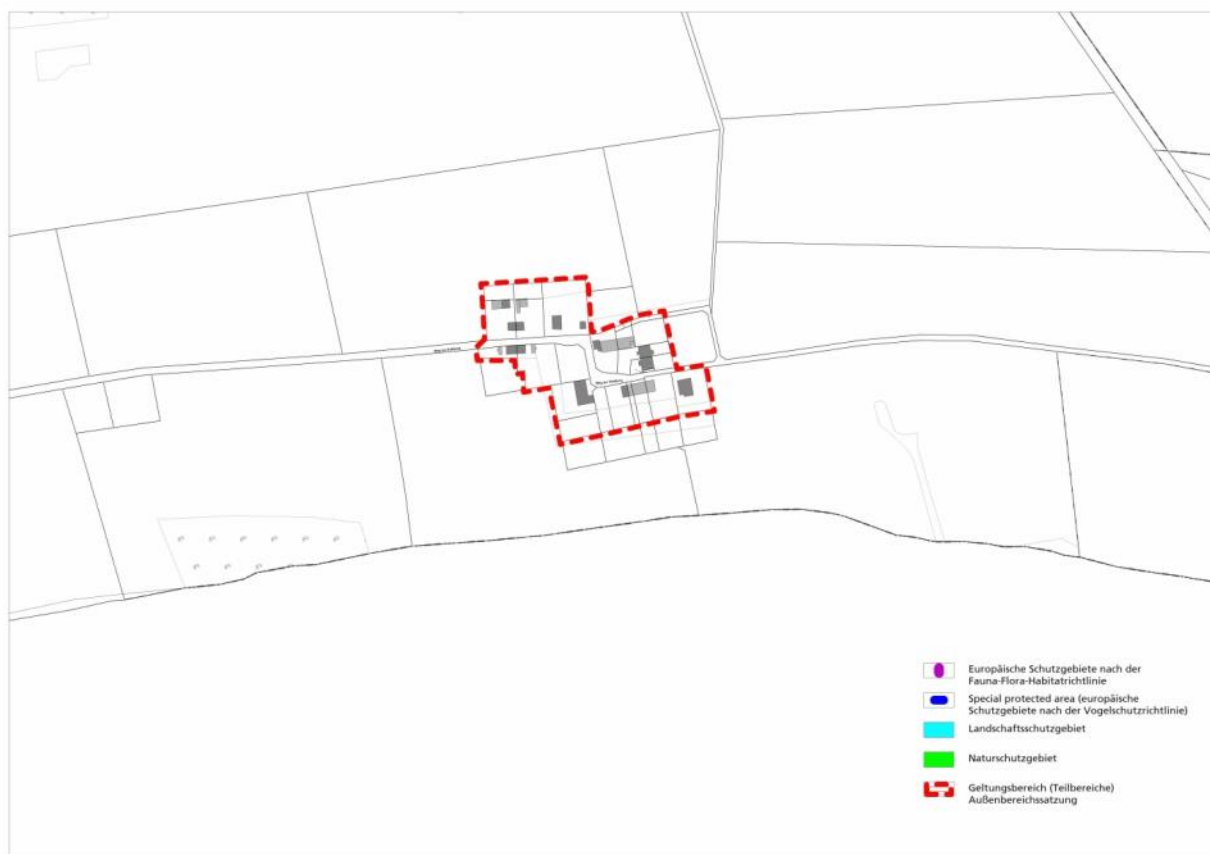 Europäische Schutzgebiete nach der
Fauna-Flora-Habitatrichtlinie
Special protected area (europäische
Schutzgebiete nach der Vogelschutzrichtlinie)
Landschaftsschutzgebiet
Naturschutzgebiet
Geltungsbereich (Teilbereiche)
Außenbereichssatzung